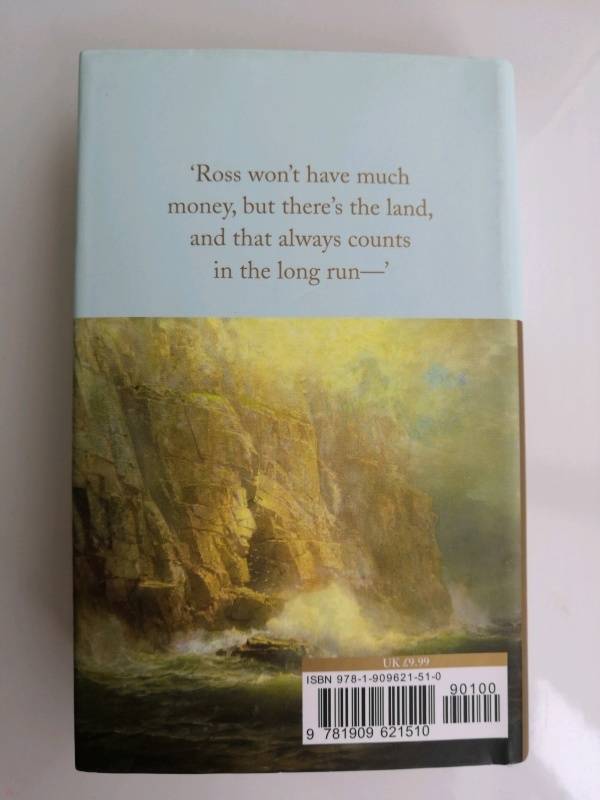 ‘Ross won’t have much
money, but there’s the land,
and that always counts
in the long run—’
UK £9.99
ISBN 978-1-909621-51-0
90100
9 781909 621510